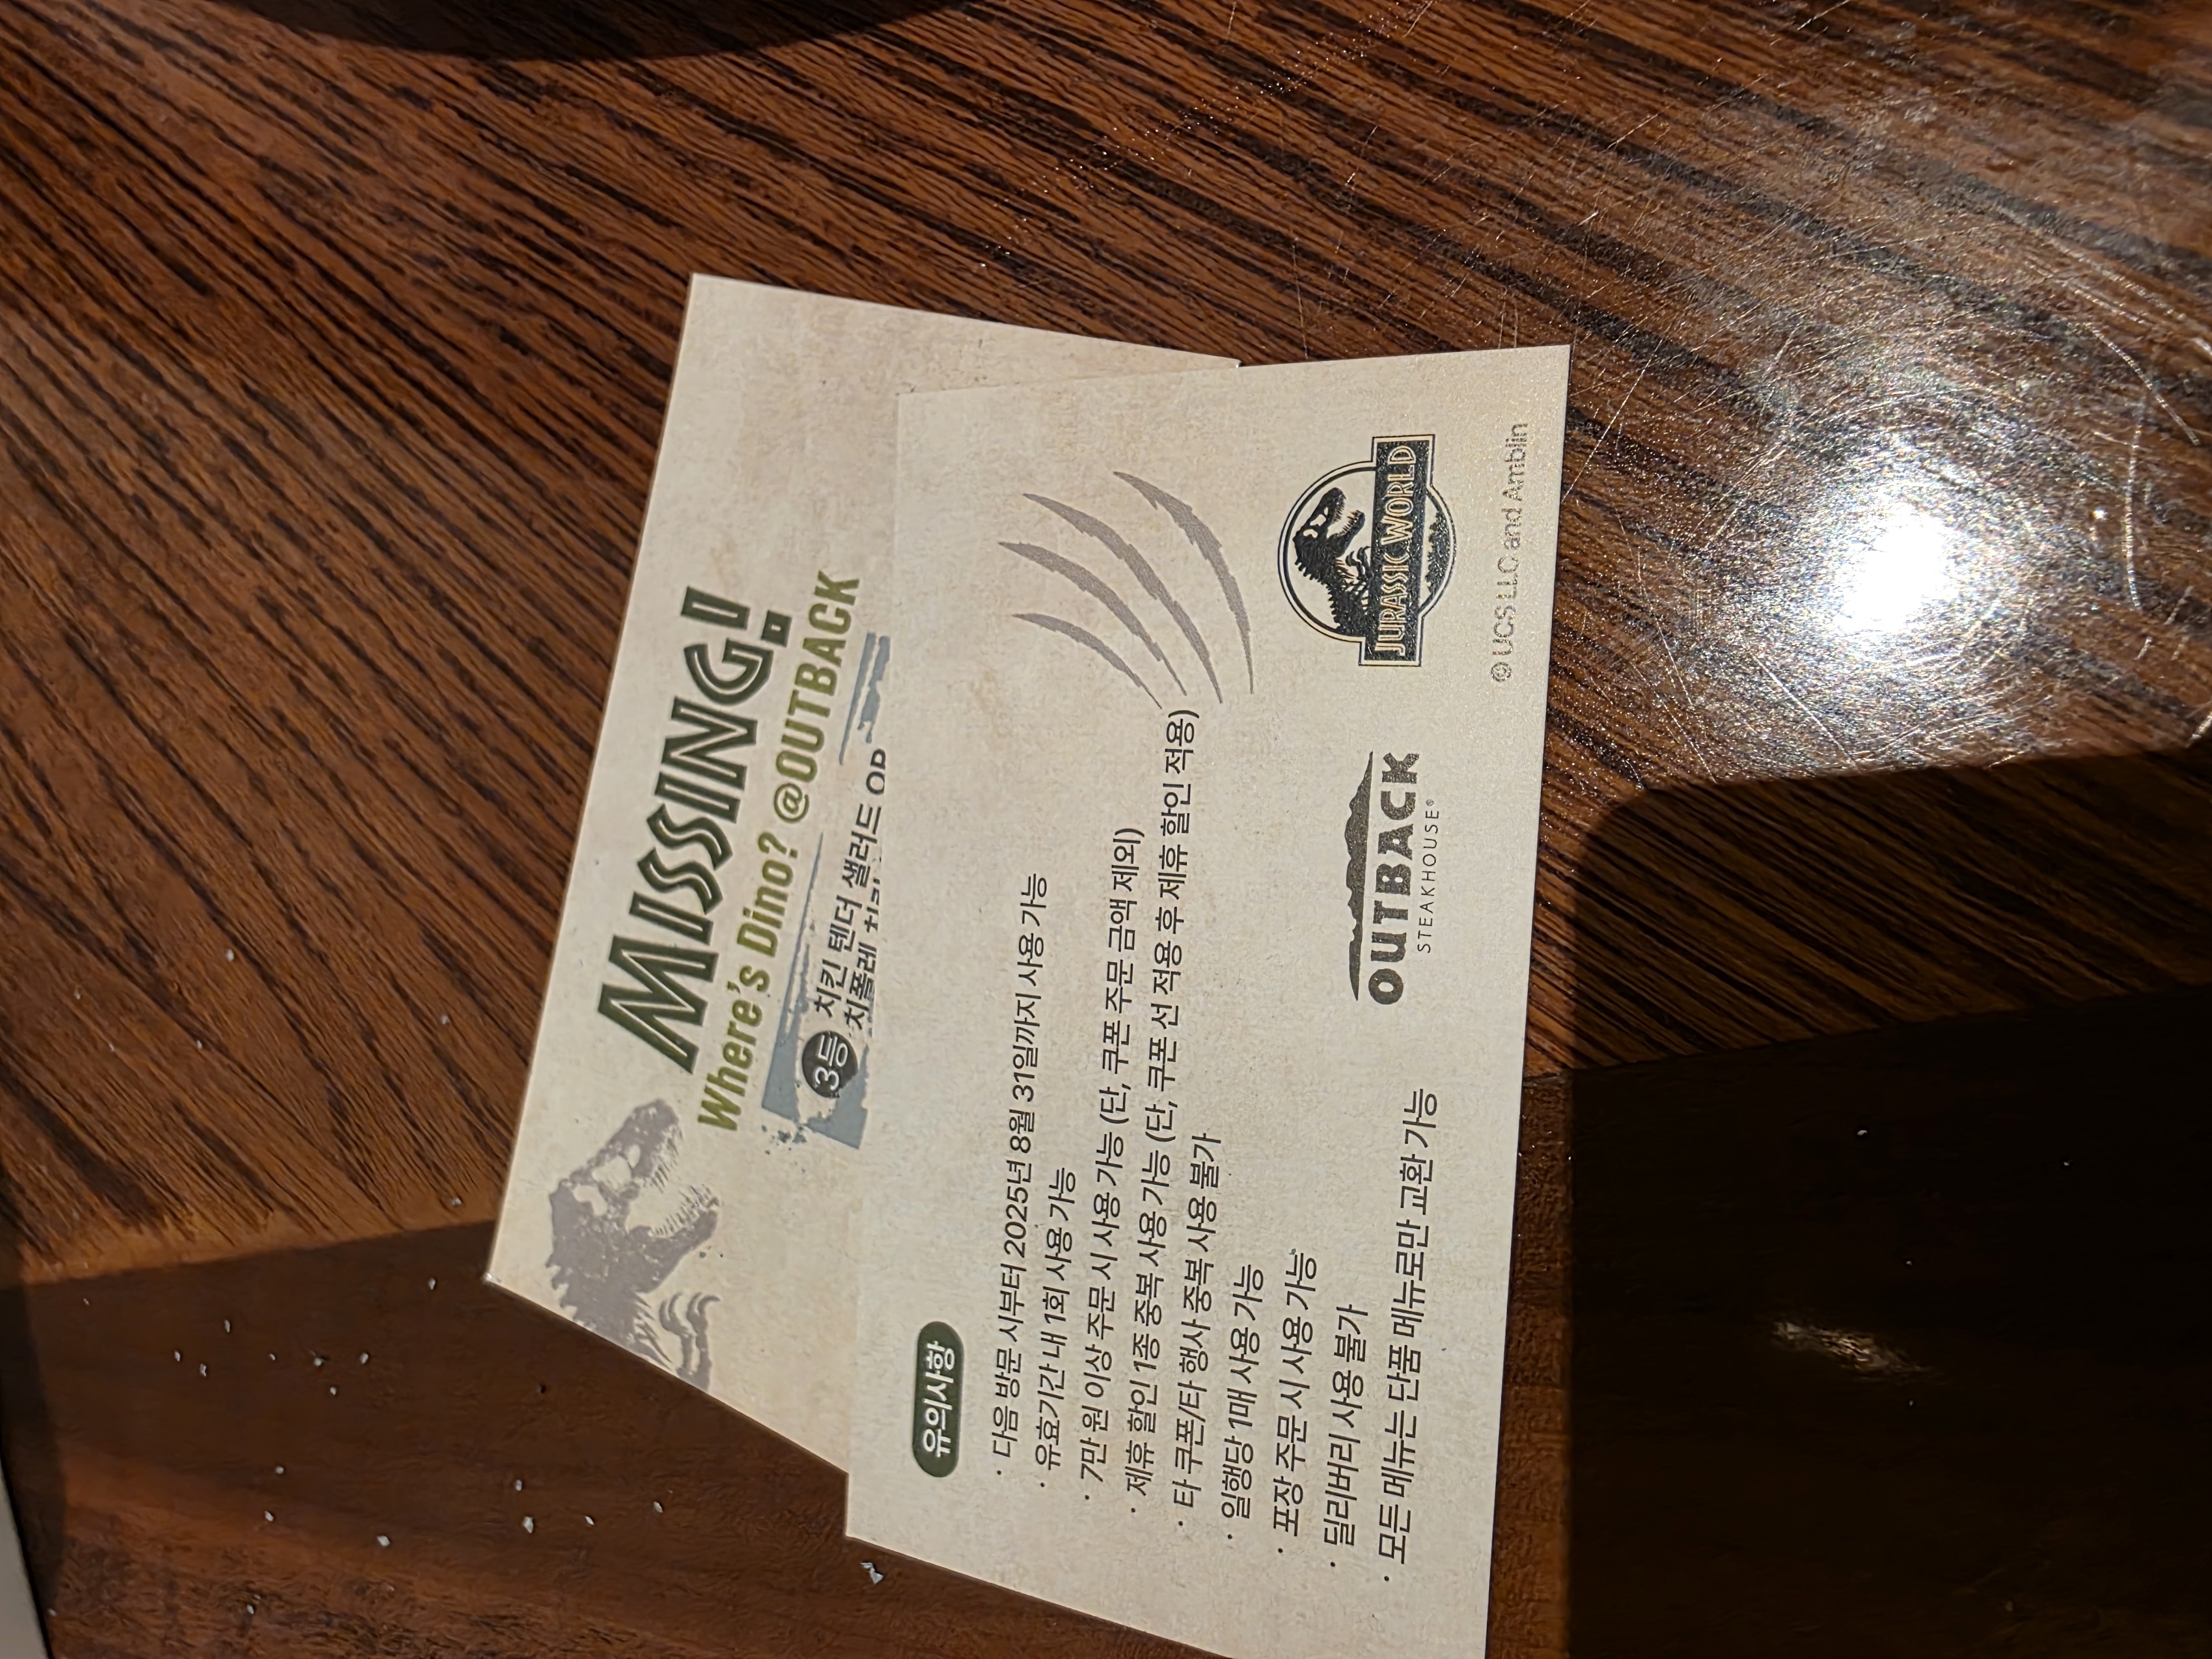 MISSING!
Where's Dino? @OUTBACK
3등
치킨 텐더 샐러드 OR
치폴레
유의사항
· 다음 방문 시부터 2025년 8월 31일까지 사용 가능
· 유효기간 내 1회 사용 가능
· 7만 원 이상 주문 시 사용 가능 (단, 쿠폰 주문 금액 제외)
· 제휴 할인 1종 중복 사용 가능 (단, 쿠폰 선 적용 후 제휴 할인 적용)
· 타 쿠폰/타 행사 중복 사용 불가
· 일행당 1매 사용 가능
· 포장 주문 시 사용 가능
· 딜리버리 사용 불가
· 모든 메뉴는 단품 메뉴로만 교환 가능
OUTBACK
STEAKHOUSE®
JURASSIC WORLD
© UCS LLC and Amblin